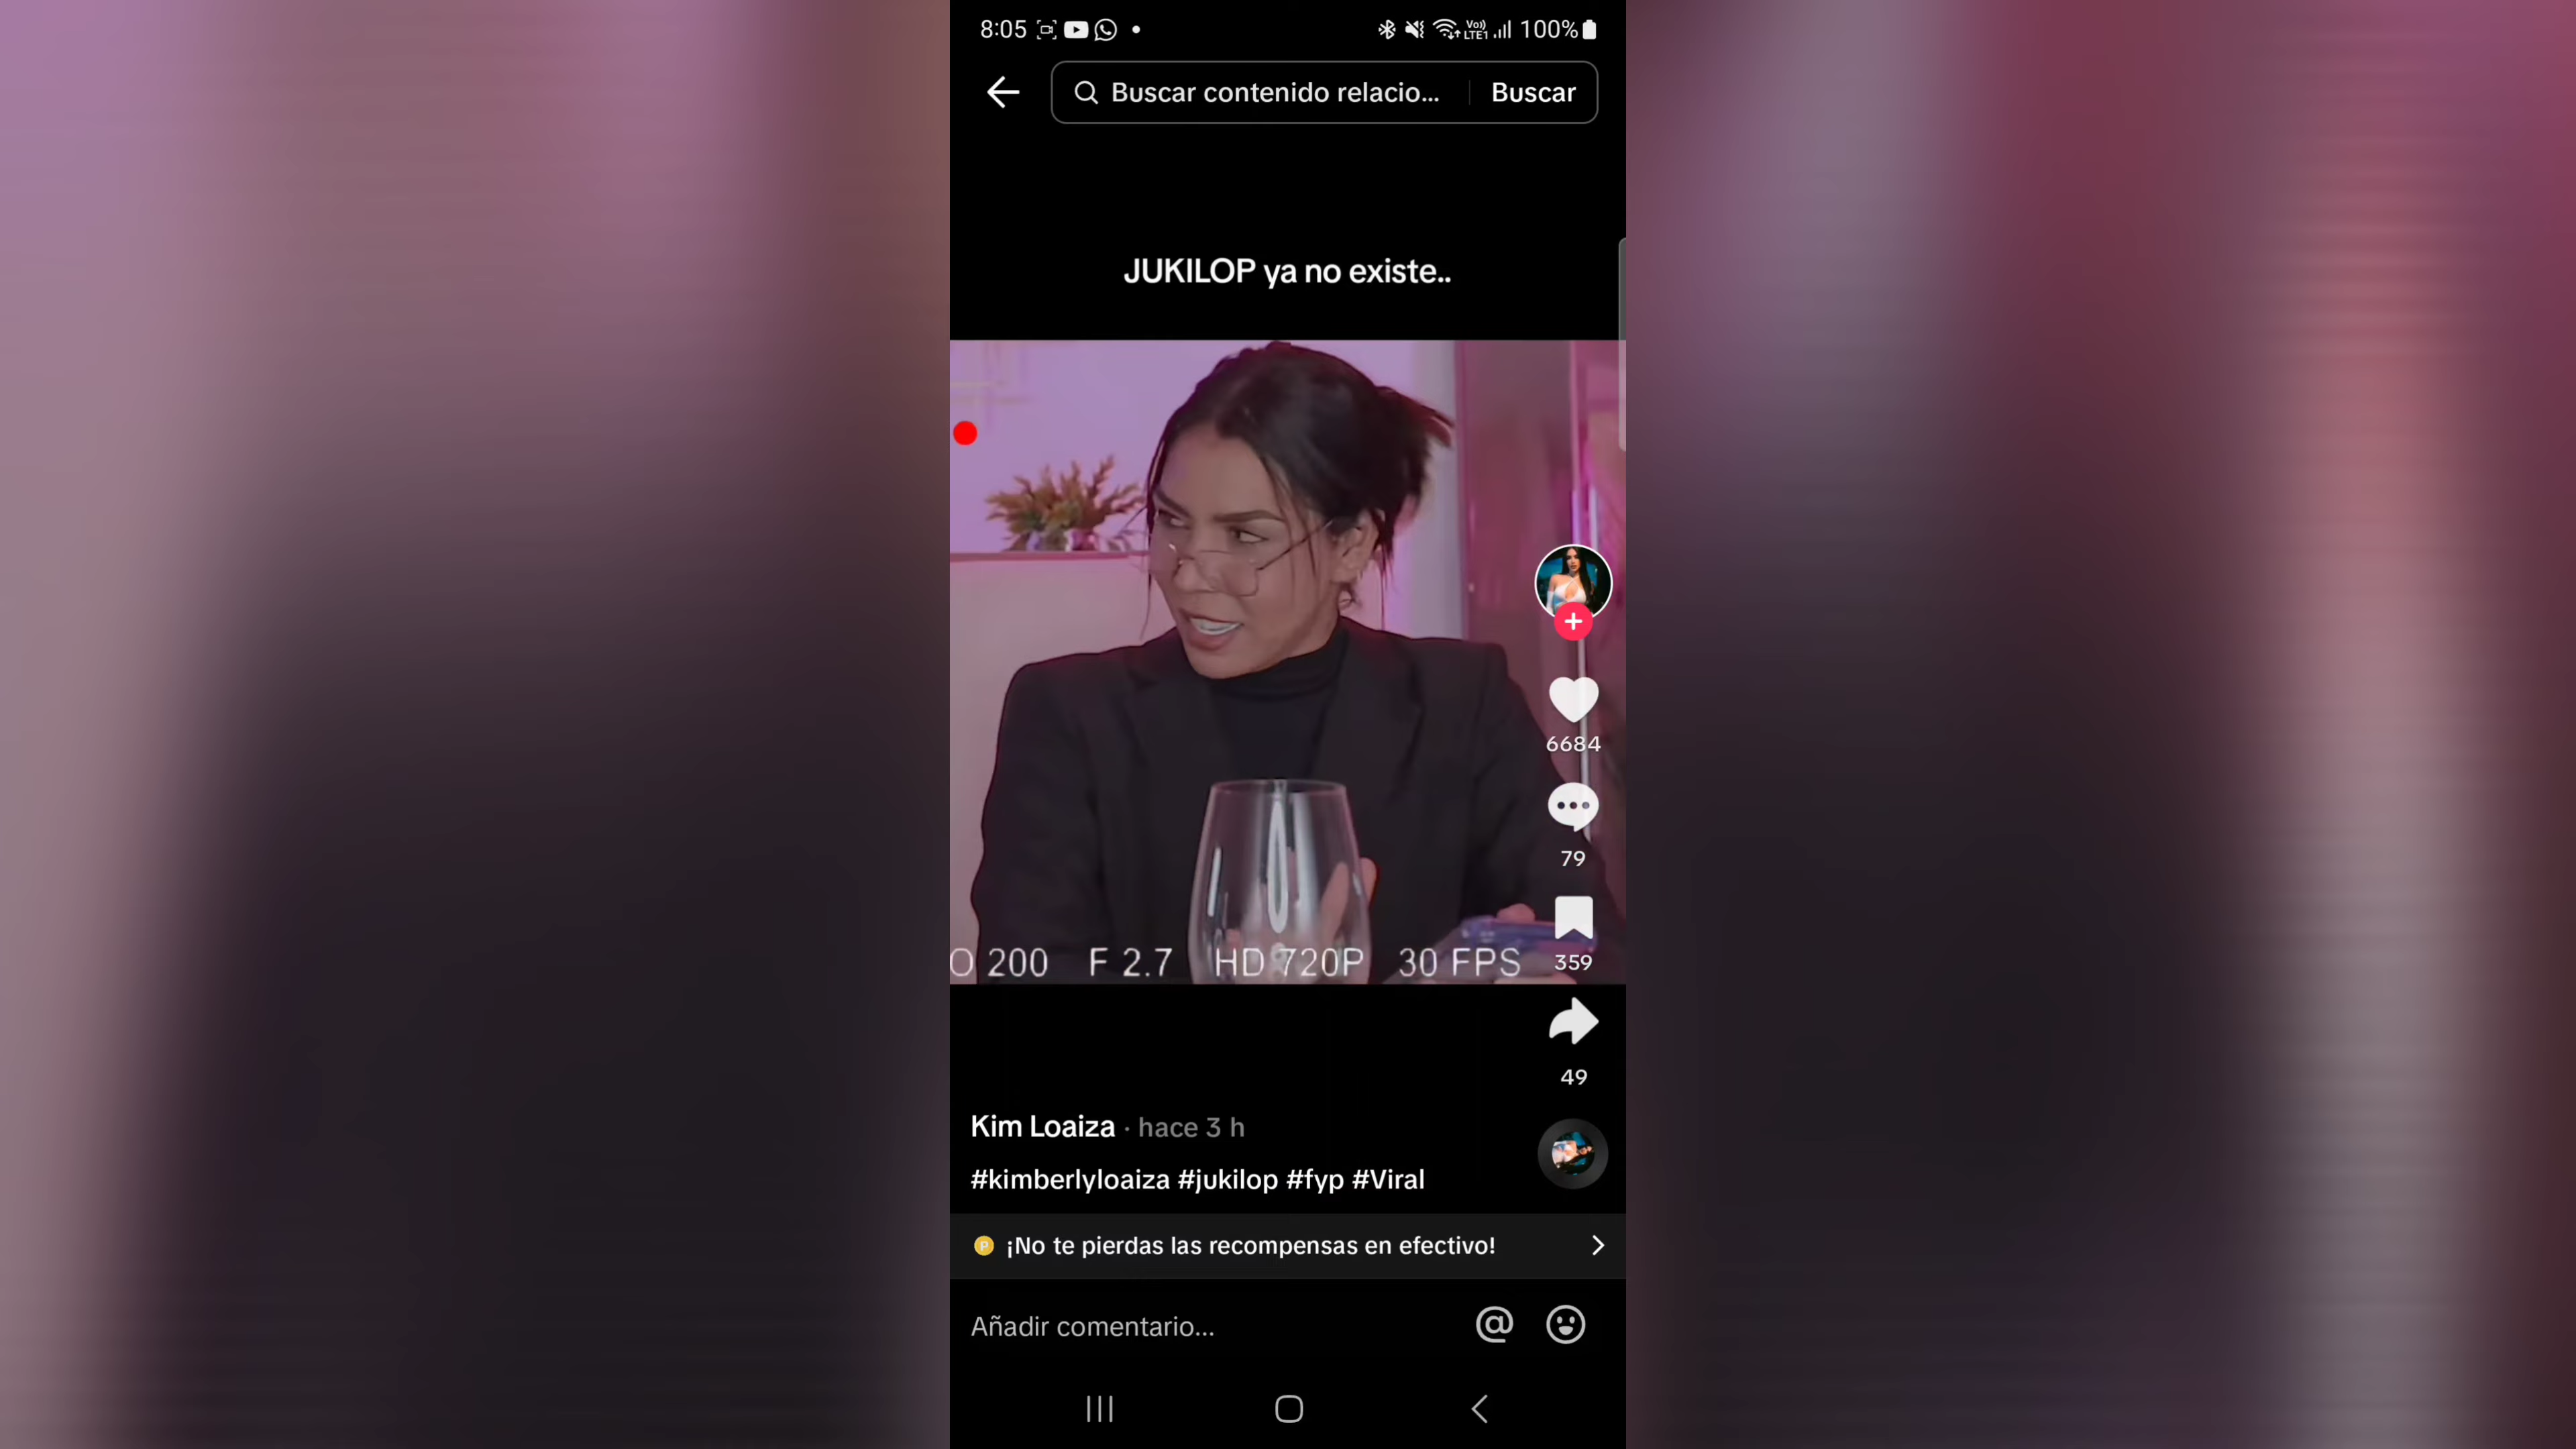 8:05
Vo))
LTE1
100%
Buscar contenido relacio...
Buscar
JUKILOP ya no existe..
6684
79
O 200 F 2.7 HD 720P 30 FPS
359
49
Kim Loaiza · hace 3 h
#kimberlyloaiza #jukilop #fyp #Viral
P ¡No te pierdas las recompensas en efectivo!
Añadir comentario...